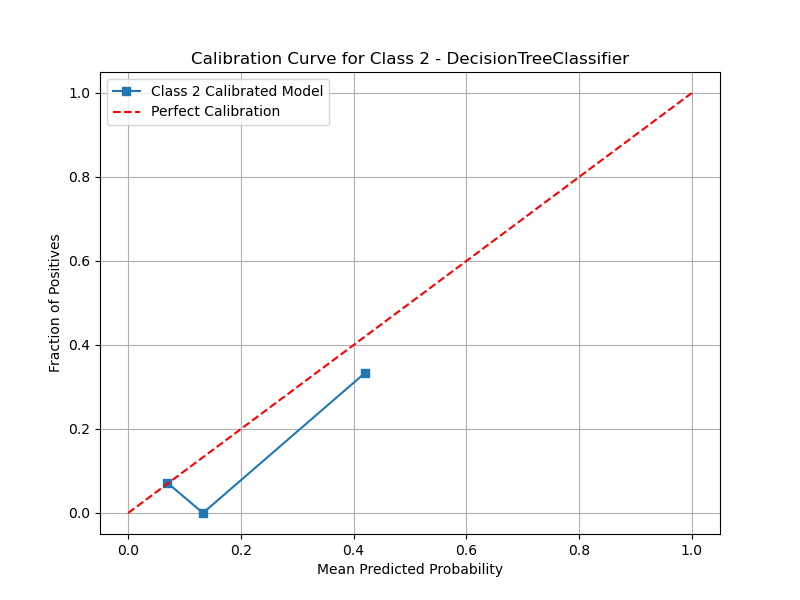 Calibration Curve for Class 2 - DecisionTreeClassifier
Class 2 Calibrated Model
Perfect Calibration
1.0
0.8
0.6
0.4
0.2
0.0
Fraction of Positives
0.0 0.2 0.4 0.6 0.8 1.0
Mean Predicted Probability